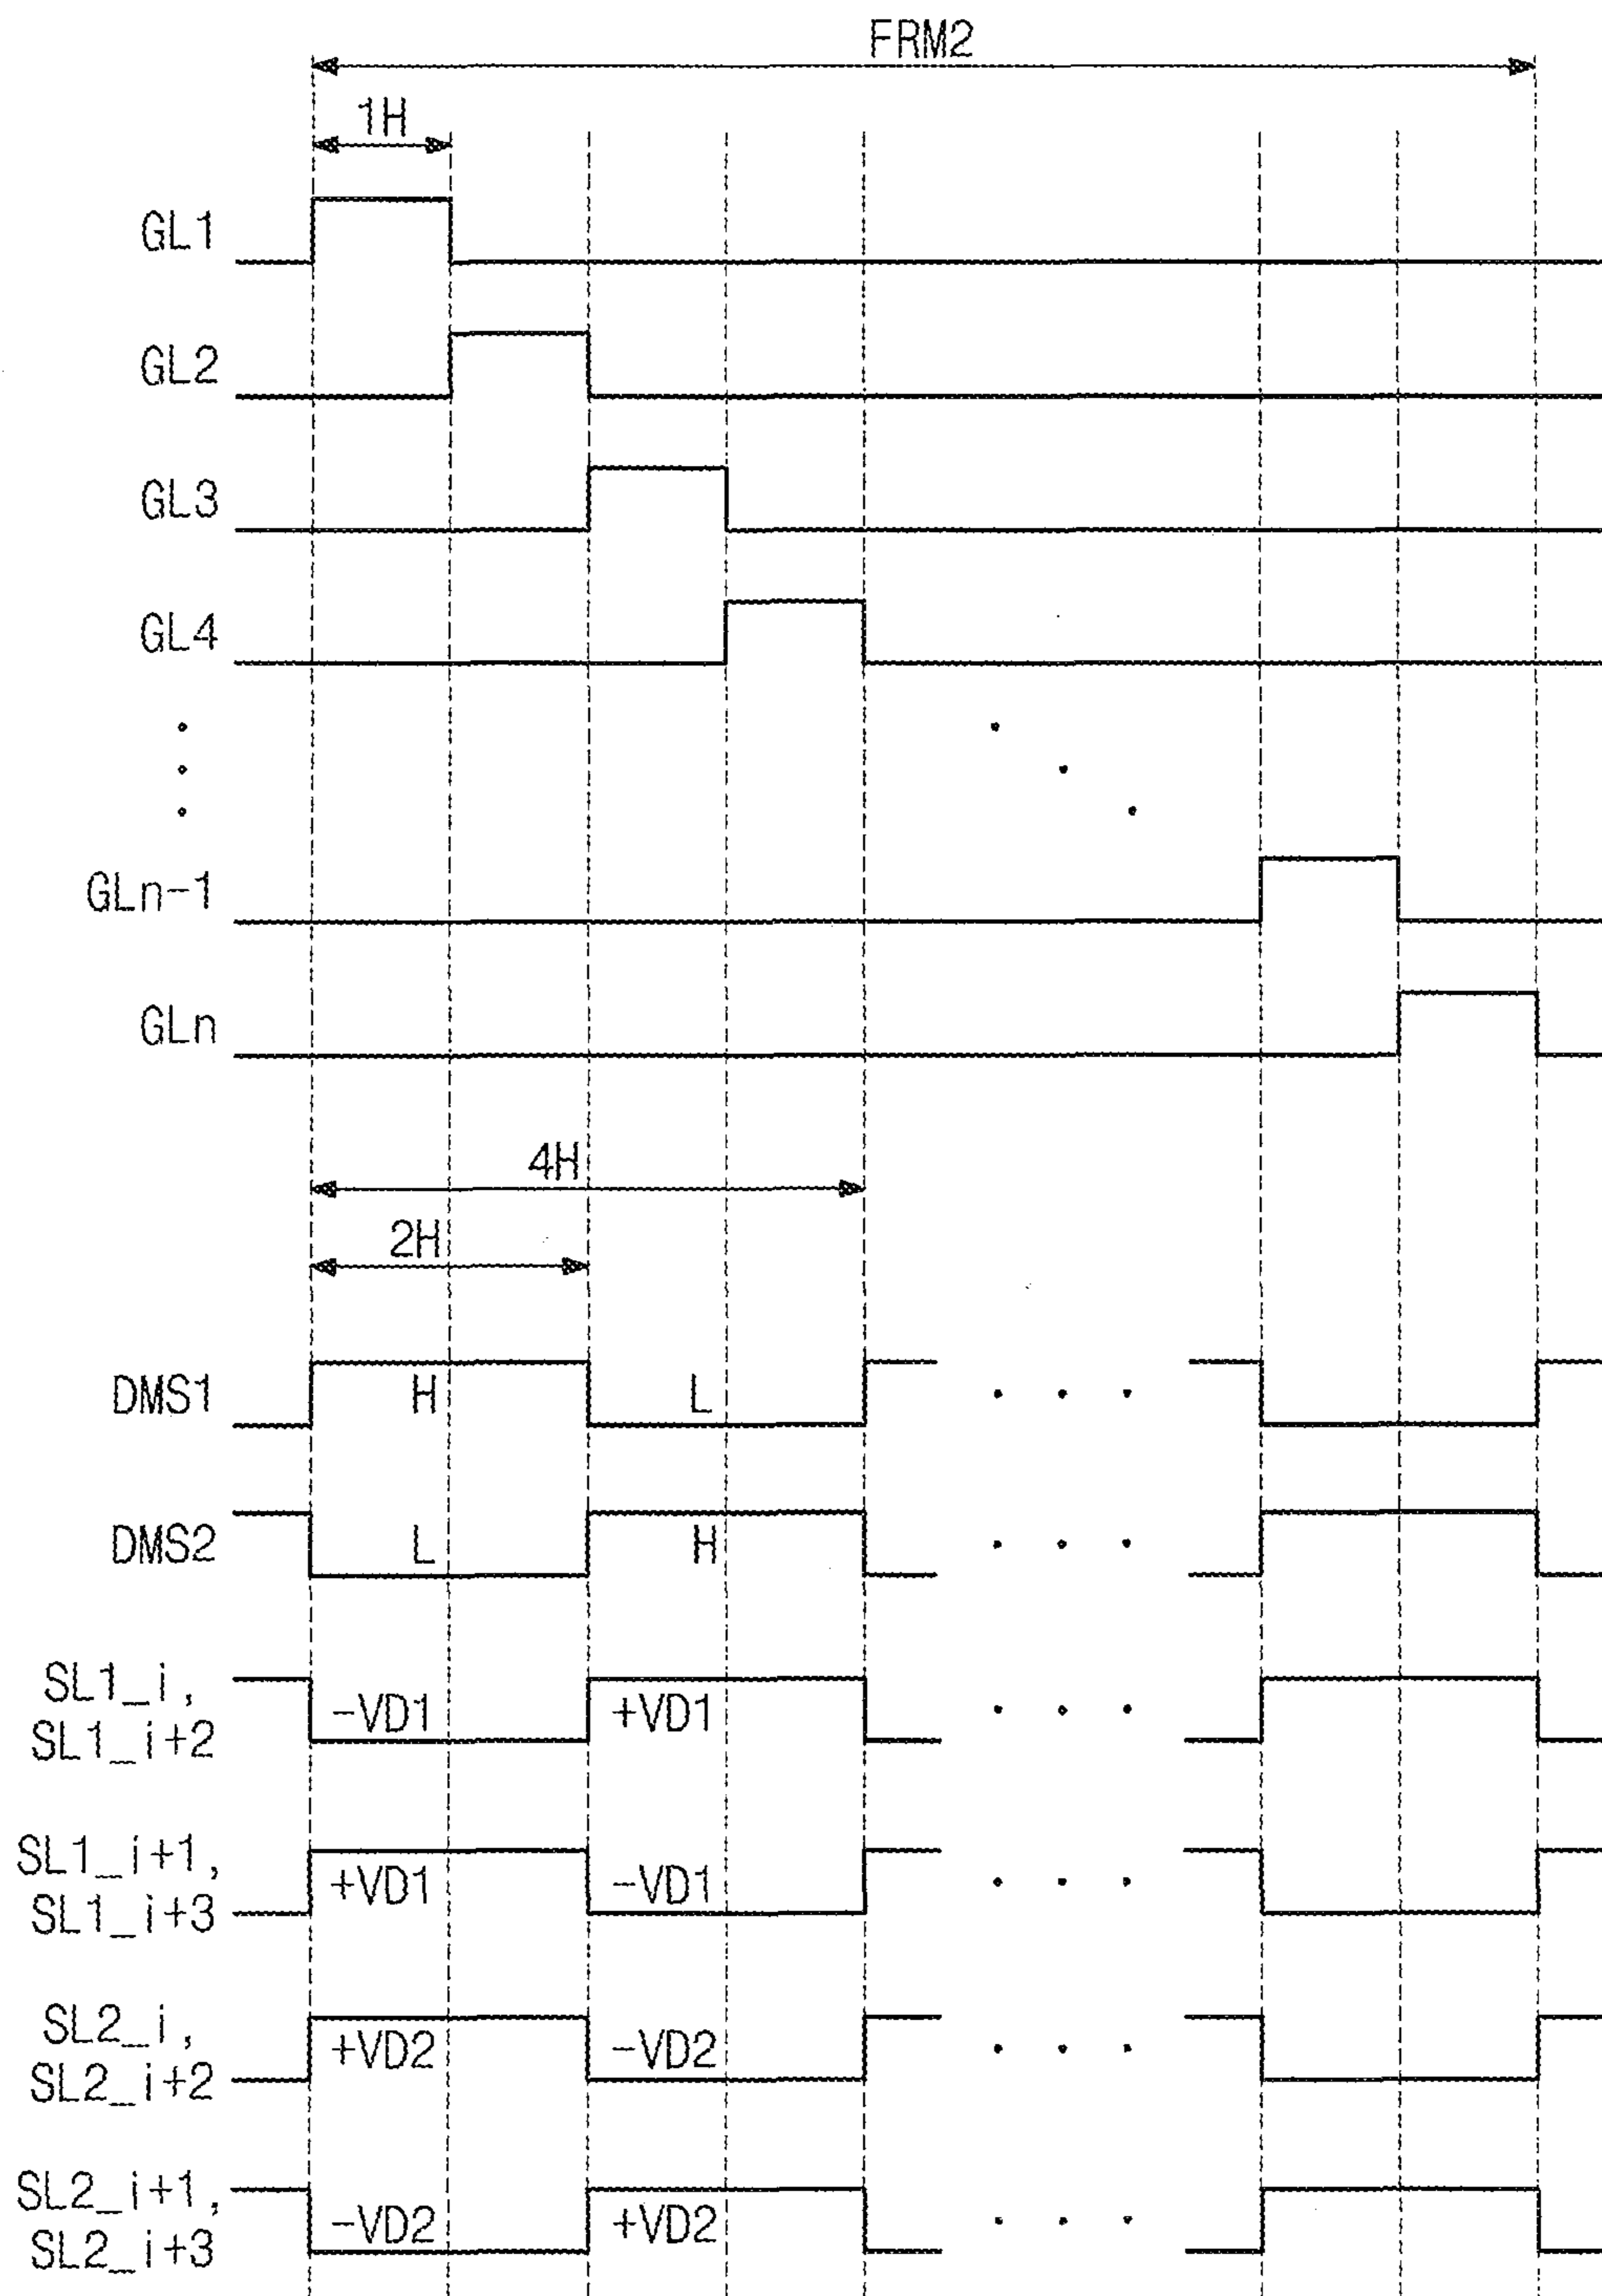 FRM2
1H
GL1
GL2
GL3
GL4
GLn-1
GLn
4H
2H
DMS1 H L
DMS2 L H
SL1_i,
SL1_i+2
-VD1 +VD1
SL1_i+1,
SL1_i+3
+VD1 -VD1
SL2_i,
SL2_i+2
+VD2 -VD2
SL2_i+1,
SL2_i+3
-VD2 +VD2